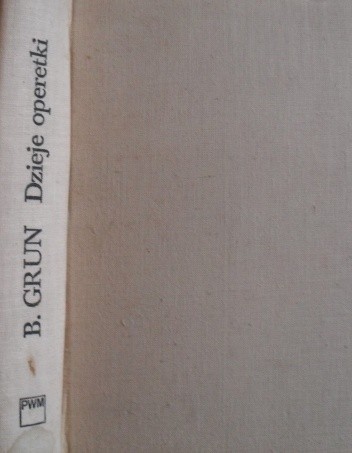 B. GRUN Dzieje operetki
PWM